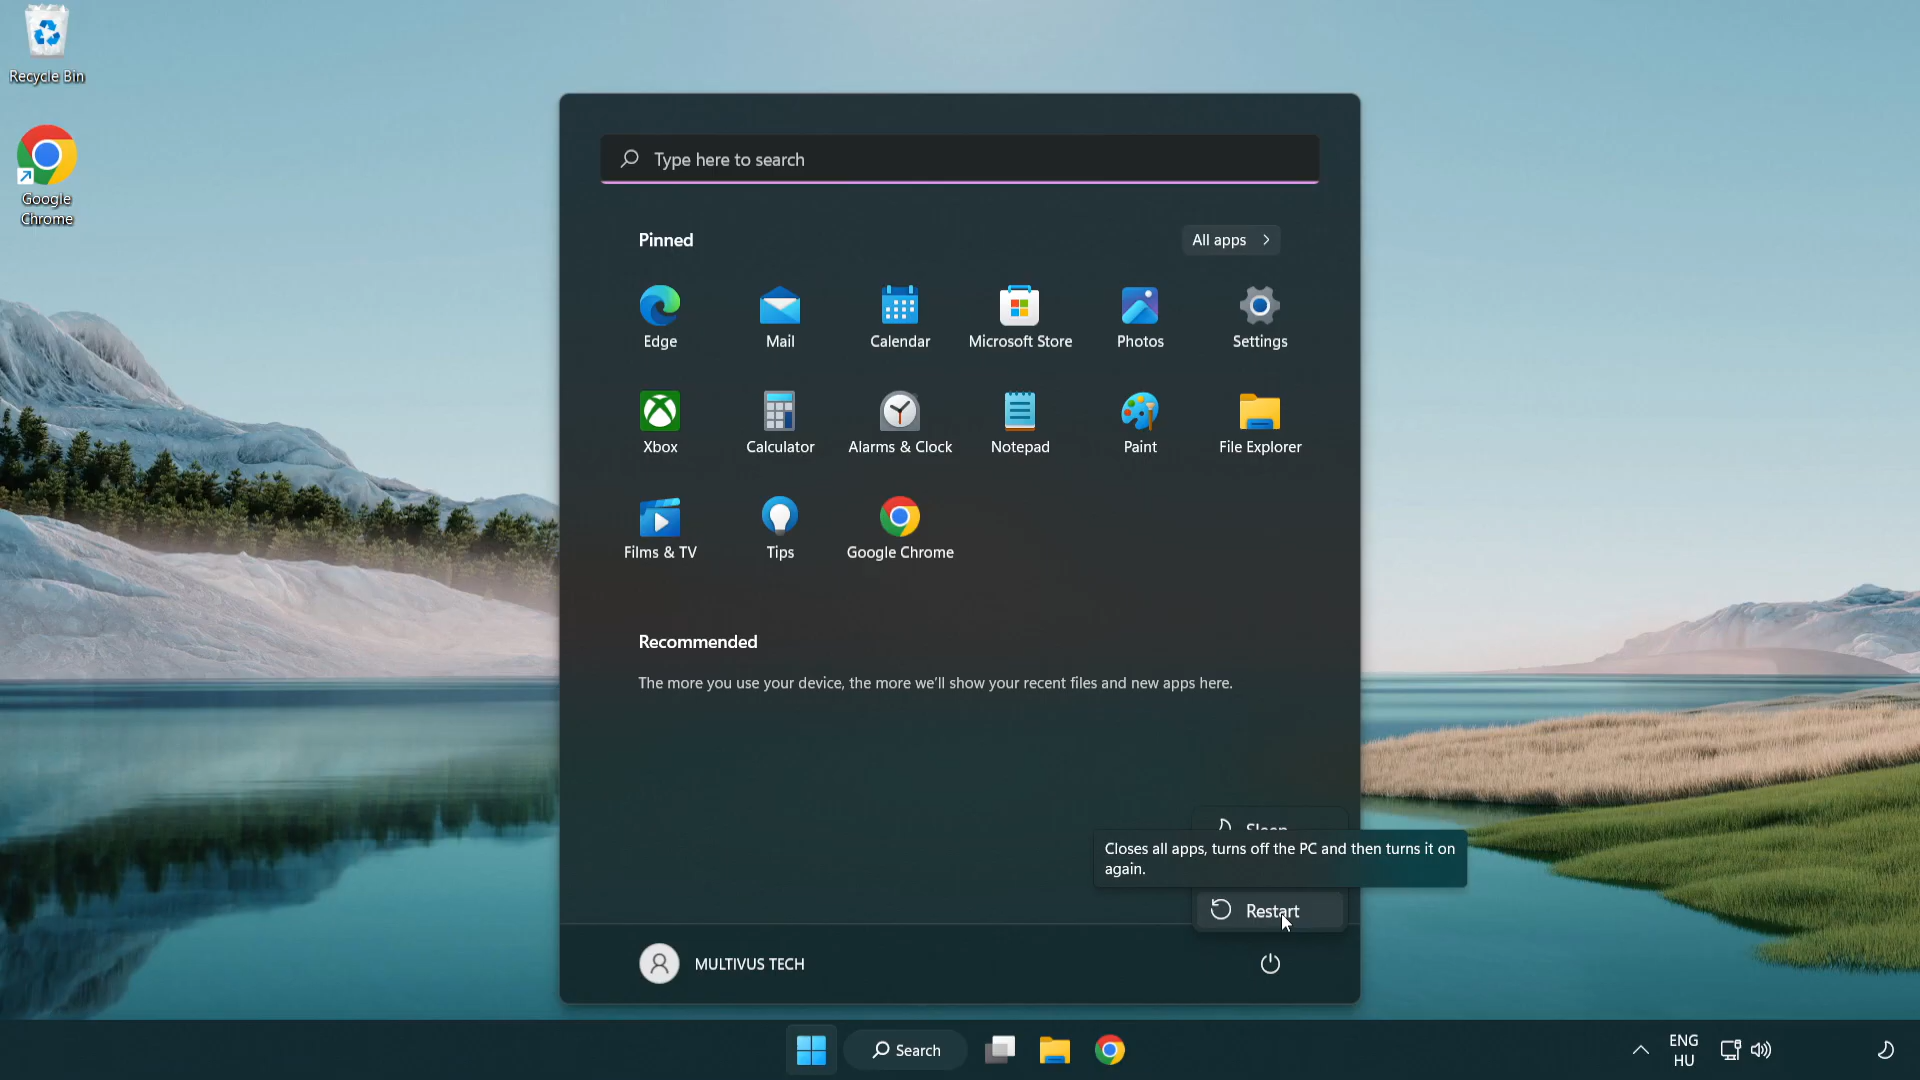 Recycle Bin
Google
Chrome
Type here to search
Pinned
All apps
Edge
Mail
Calendar
Microsoft Store
Photos
Settings
Xbox
Calculator
Alarms & Clock
Notepad
Paint
File Explorer
Films & TV
Tips
Google Chrome
Recommended
The more you use your device, the more we'll show your recent files and new apps here.
Sleep
Closes all apps, turns off the PC and then turns it on
again.
Restart
MULTIVUS TECH
Search
ENG
HU